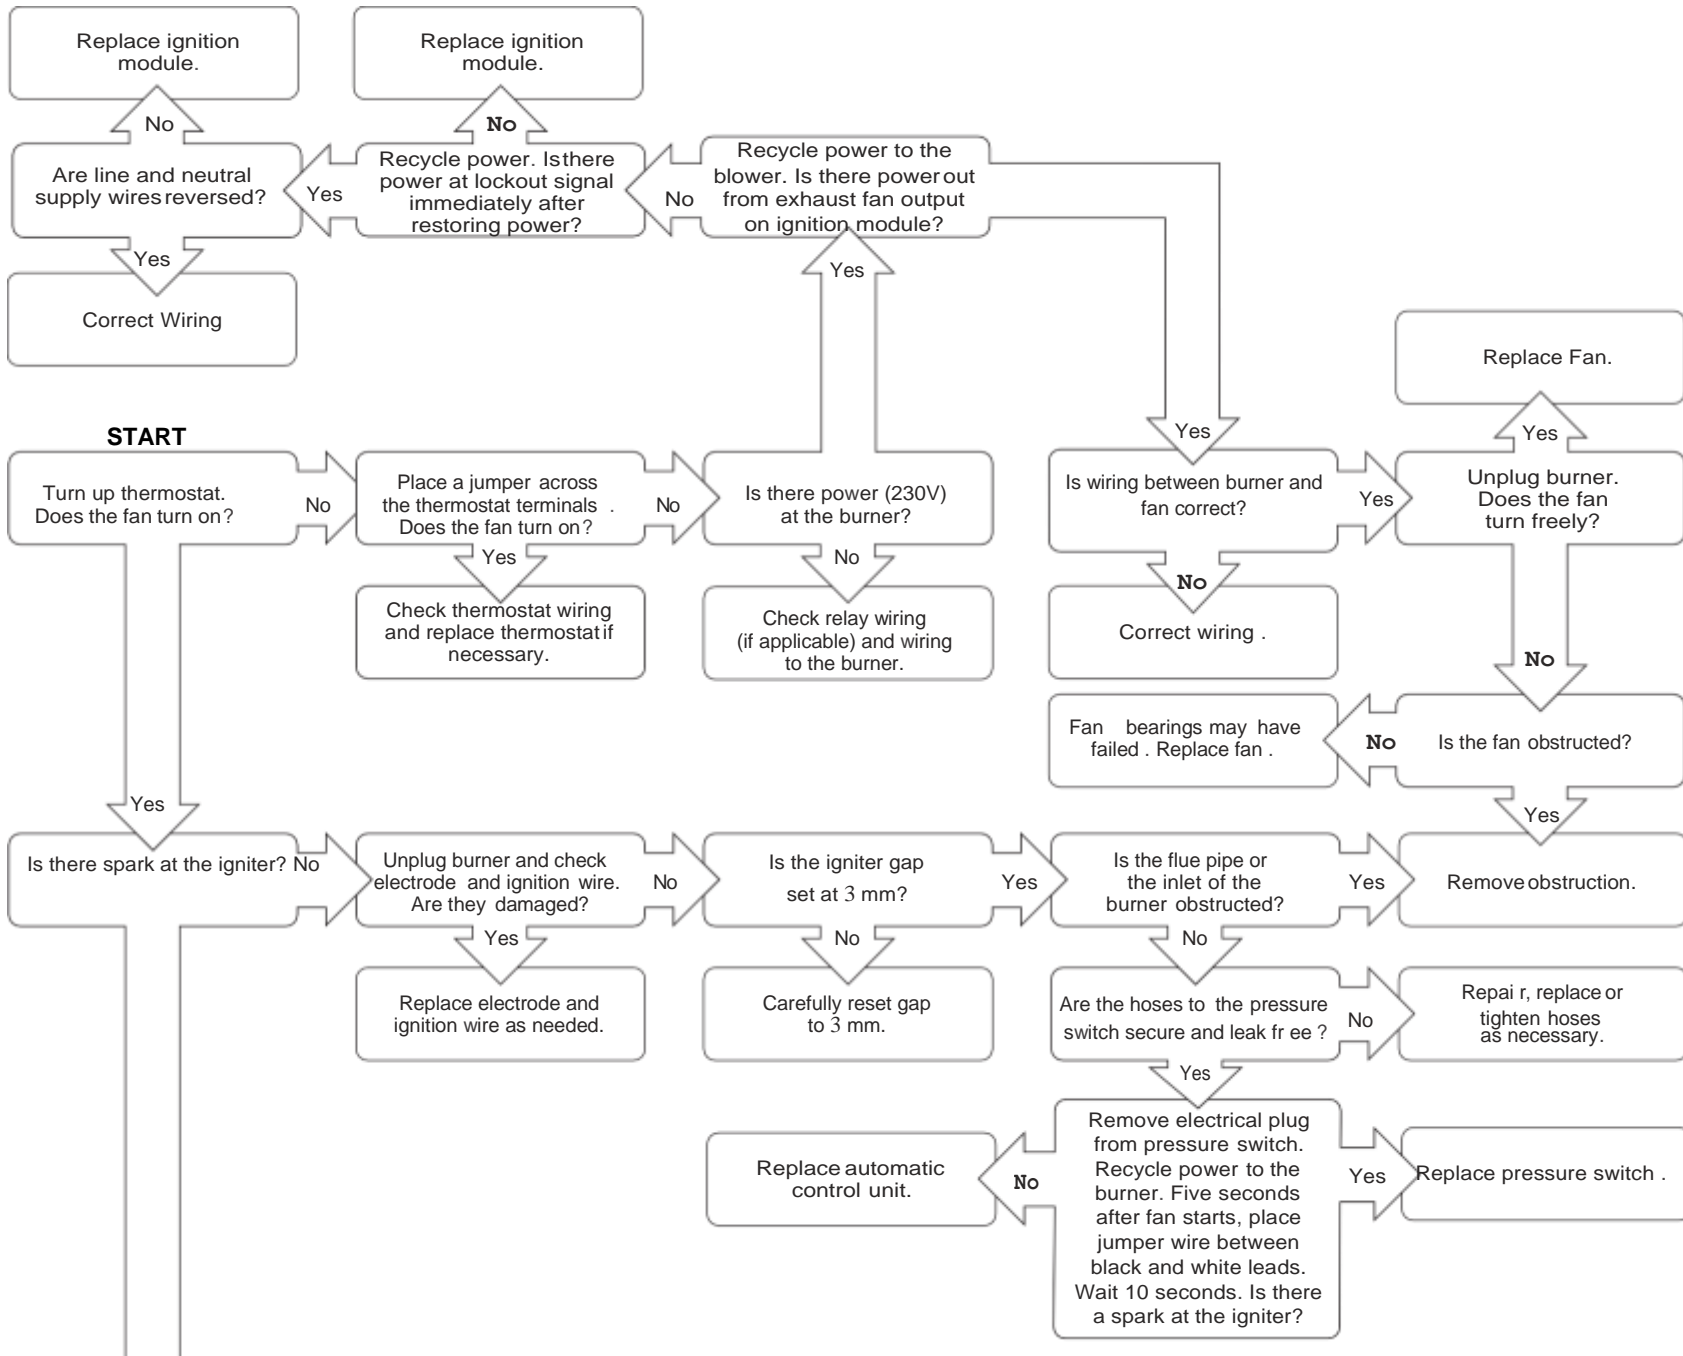 Replace ignition
module.
Replace ignition
module.
No
No
Are line and neutral
supply wires reversed?
Yes
Recycle power. Is there
power at lockout signal
immediately after
restoring power?
No
Recycle power to the
blower. Is there power out
from exhaust fan output
on ignition module?
Yes
Correct Wiring
Yes
Replace Fan.
START
Yes
Yes
Turn up thermostat.
Does the fan turn on?
No
Place a jumper across
the thermostat terminals .
Does the fan turn on?
No
Is there power (230V)
at the burner?
Is wiring between burner and
fan correct?
Yes
Unplug burner.
Does the fan
turn freely?
Yes
No
No
Check thermostat wiring
and replace thermostat if
necessary.
Check relay wiring
(if applicable) and wiring
to the burner.
Correct wiring .
No
Fan bearings may have
failed . Replace fan .
No
Is the fan obstructed?
Yes
Yes
Is there spark at the igniter? No
Unplug burner and check
electrode and ignition wire.
Are they damaged?
No
Is the igniter gap
set at 3 mm?
Yes
Is the flue pipe or
the inlet of the
burner obstructed?
Yes
Remove obstruction.
Yes
No
No
Replace electrode and
ignition wire as needed.
Carefully reset gap
to 3 mm.
Are the hoses to the pressure
switch secure and leak fr ee ?
No
Repai r, replace or
tighten hoses
as necessary.
Yes
Replace automatic
control unit.
No
Remove electrical plug
from pressure switch.
Recycle power to the
burner. Five seconds
after fan starts, place
jumper wire between
black and white leads.
Wait 10 seconds. Is there
a spark at the igniter?
Yes
Replace pressure switch .